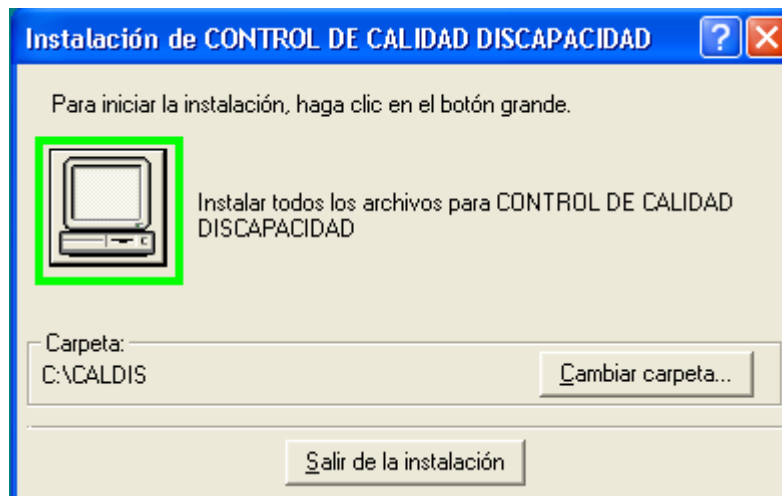 Instalación de CONTROL DE CALIDAD DISCAPACIDAD
Para iniciar la instalación, haga clic en el botón grande.
Instalar todos los archivos para CONTROL DE CALIDAD
DISCAPACIDAD
Carpeta:
C:\CALDIS
Cambiar carpeta...
Salir de la instalación